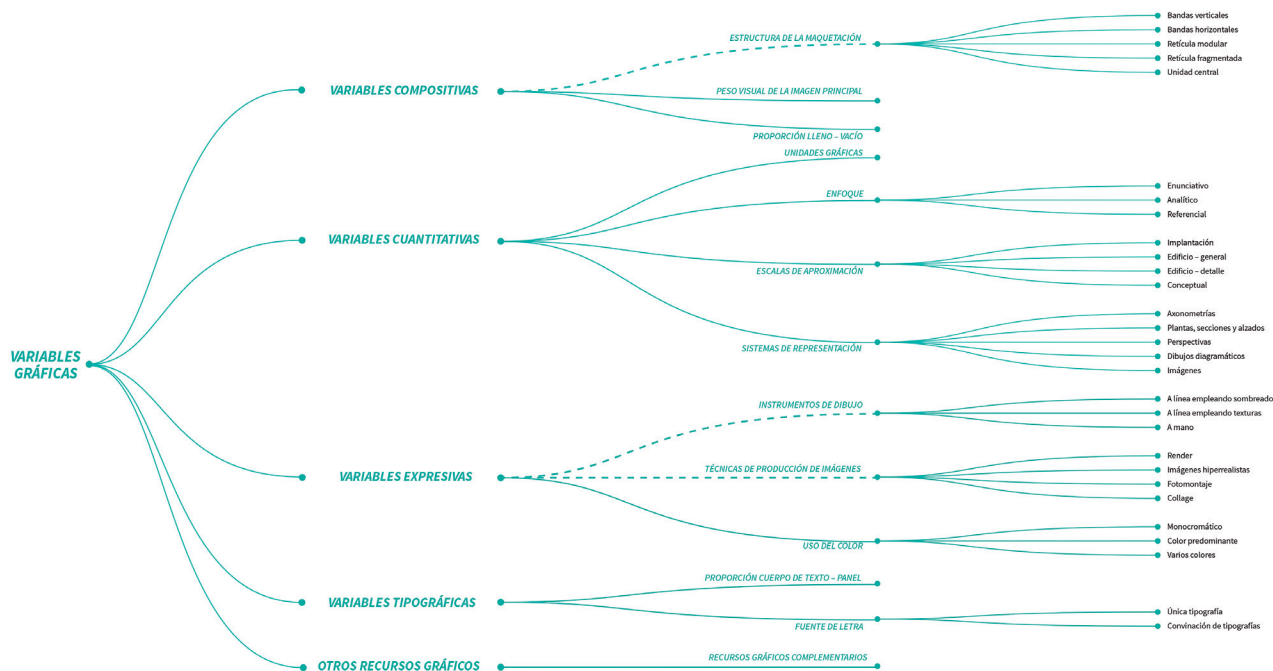 VARIABLES
GRÁFICAS
VARIABLES COMPOSITIVAS
ESTRUCTURA DE LA MAQUETACIÓN
Bandas verticales
Bandas horizontales
Retícula modular
Retícula fragmentada
Unidad central
PESO VISUAL DE LA IMAGEN PRINCIPAL
PROPORCIÓN LLENO – VACÍO
VARIABLES CUANTITATIVAS
UNIDADES GRÁFICAS
ENFOQUE
Enunciativo
Analítico
Referencial
ESCALAS DE APROXIMACIÓN
Implantación
Edificio – general
Edificio – detalle
Conceptual
SISTEMAS DE REPRESENTACIÓN
Axonometrías
Plantas, secciones y alzados
Perspectivas
Dibujos diagramáticos
Imágenes
VARIABLES EXPRESIVAS
INSTRUMENTOS DE DIBUJO
A línea empleando sombreado
A línea empleando texturas
A mano
TÉCNICAS DE PRODUCCIÓN DE IMÁGENES
Render
Imágenes hiperrealistas
Fotomontaje
Collage
USO DEL COLOR
Monocromático
Color predominante
Varios colores
VARIABLES TIPOGRÁFICAS
PROPORCIÓN CUERPO DE TEXTO – PANEL
FUENTE DE LETRA
Única tipografía
Convinación de tipografías
OTROS RECURSOS GRÁFICOS
RECURSOS GRÁFICOS COMPLEMENTARIOS